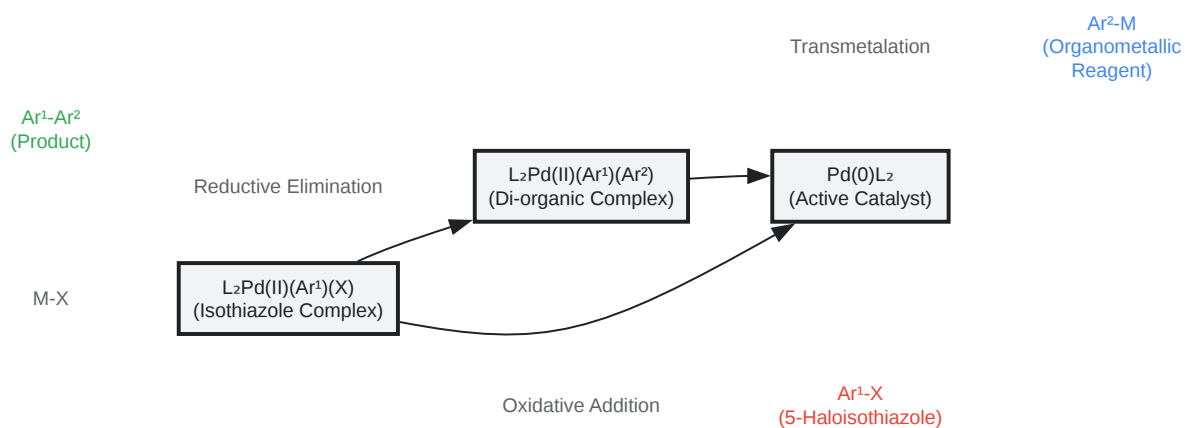 Ar²-M
(Organometallic
Reagent)
Transmetalation
Ar¹-Ar²
(Product)
Reductive Elimination
L₂Pd(II)(Ar¹)(Ar²)
(Di-organic Complex)
Pd(0)L₂
(Active Catalyst)
M-X
L₂Pd(II)(Ar¹)(X)
(Isothiazole Complex)
Oxidative Addition
Ar¹-X
(5-Haloisothiazole)